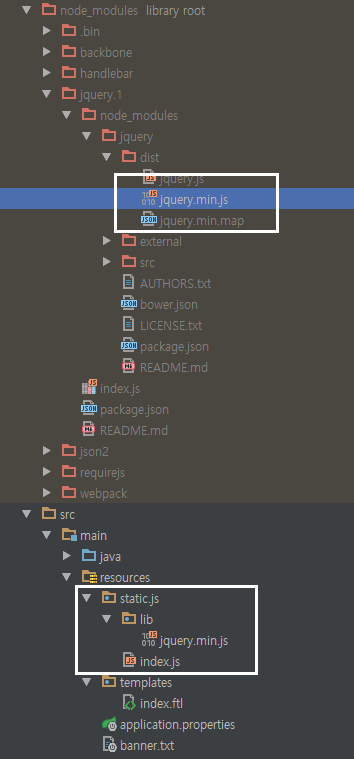 node_modules library root
.bin
backbone
handlebar
jquery.1
node_modules
jquery
dist
jquery.js
jquery.min.js
jquery.min.map
external
src
AUTHORS.txt
bower.json
LICENSE.txt
package.json
README.md
index.js
package.json
README.md
json2
requirejs
webpack
src
main
java
resources
static.js
lib
jquery.min.js
index.js
templates
index.ftl
application.properties
banner.txt